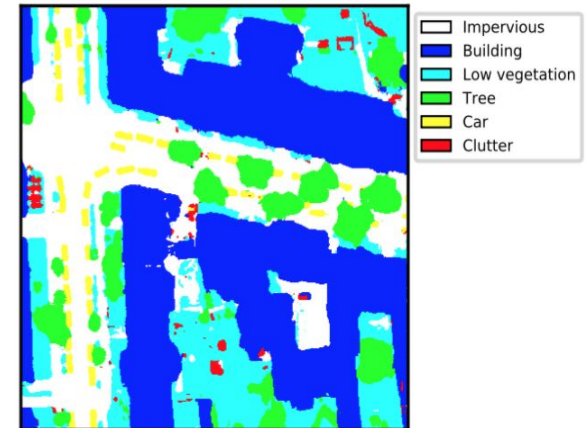 Impervious
Building
Low vegetation
Tree
Car
Clutter